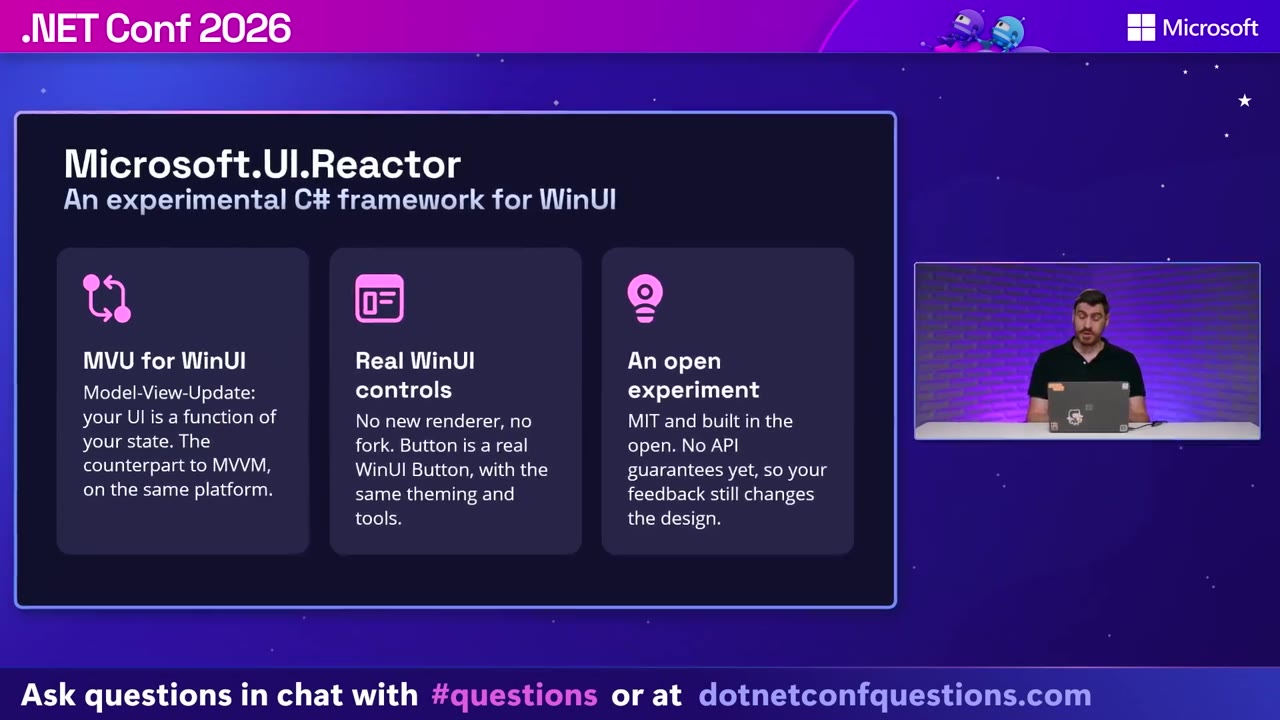 .NET Conf 2026
Microsoft
Microsoft.UI.Reactor
An experimental C# framework for WinUI
MVU for WinUI
Model-View-Update:
your UI is a function of
your state. The
counterpart to MVVM,
on the same platform.
Real WinUI
controls
No new renderer, no
fork. Button is a real
WinUI Button, with the
same theming and
tools.
An open
experiment
MIT and built in the
open. No API
guarantees yet, so your
feedback still changes
the design.
Ask questions in chat with #questions or at dotnetconfquestions.com